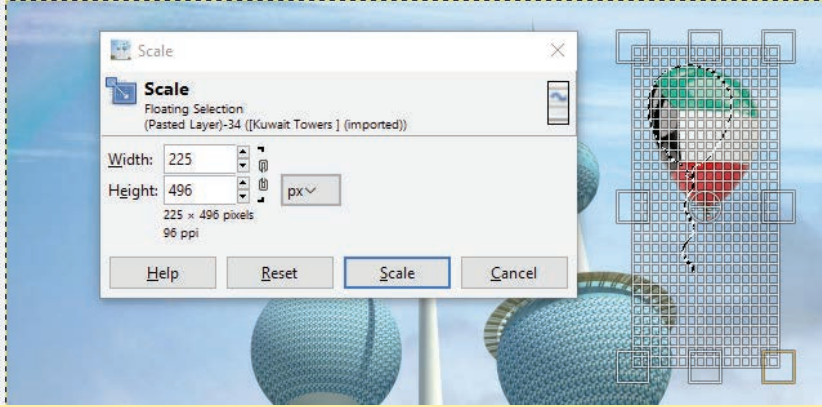 Scale
Scale
Floating Selection
(Pasted Layer)-34 ([Kuwait Towers ] (imported))
Width: 225
Height: 496 px
225 × 496 pixels
96 ppi
Help Reset Scale Cancel